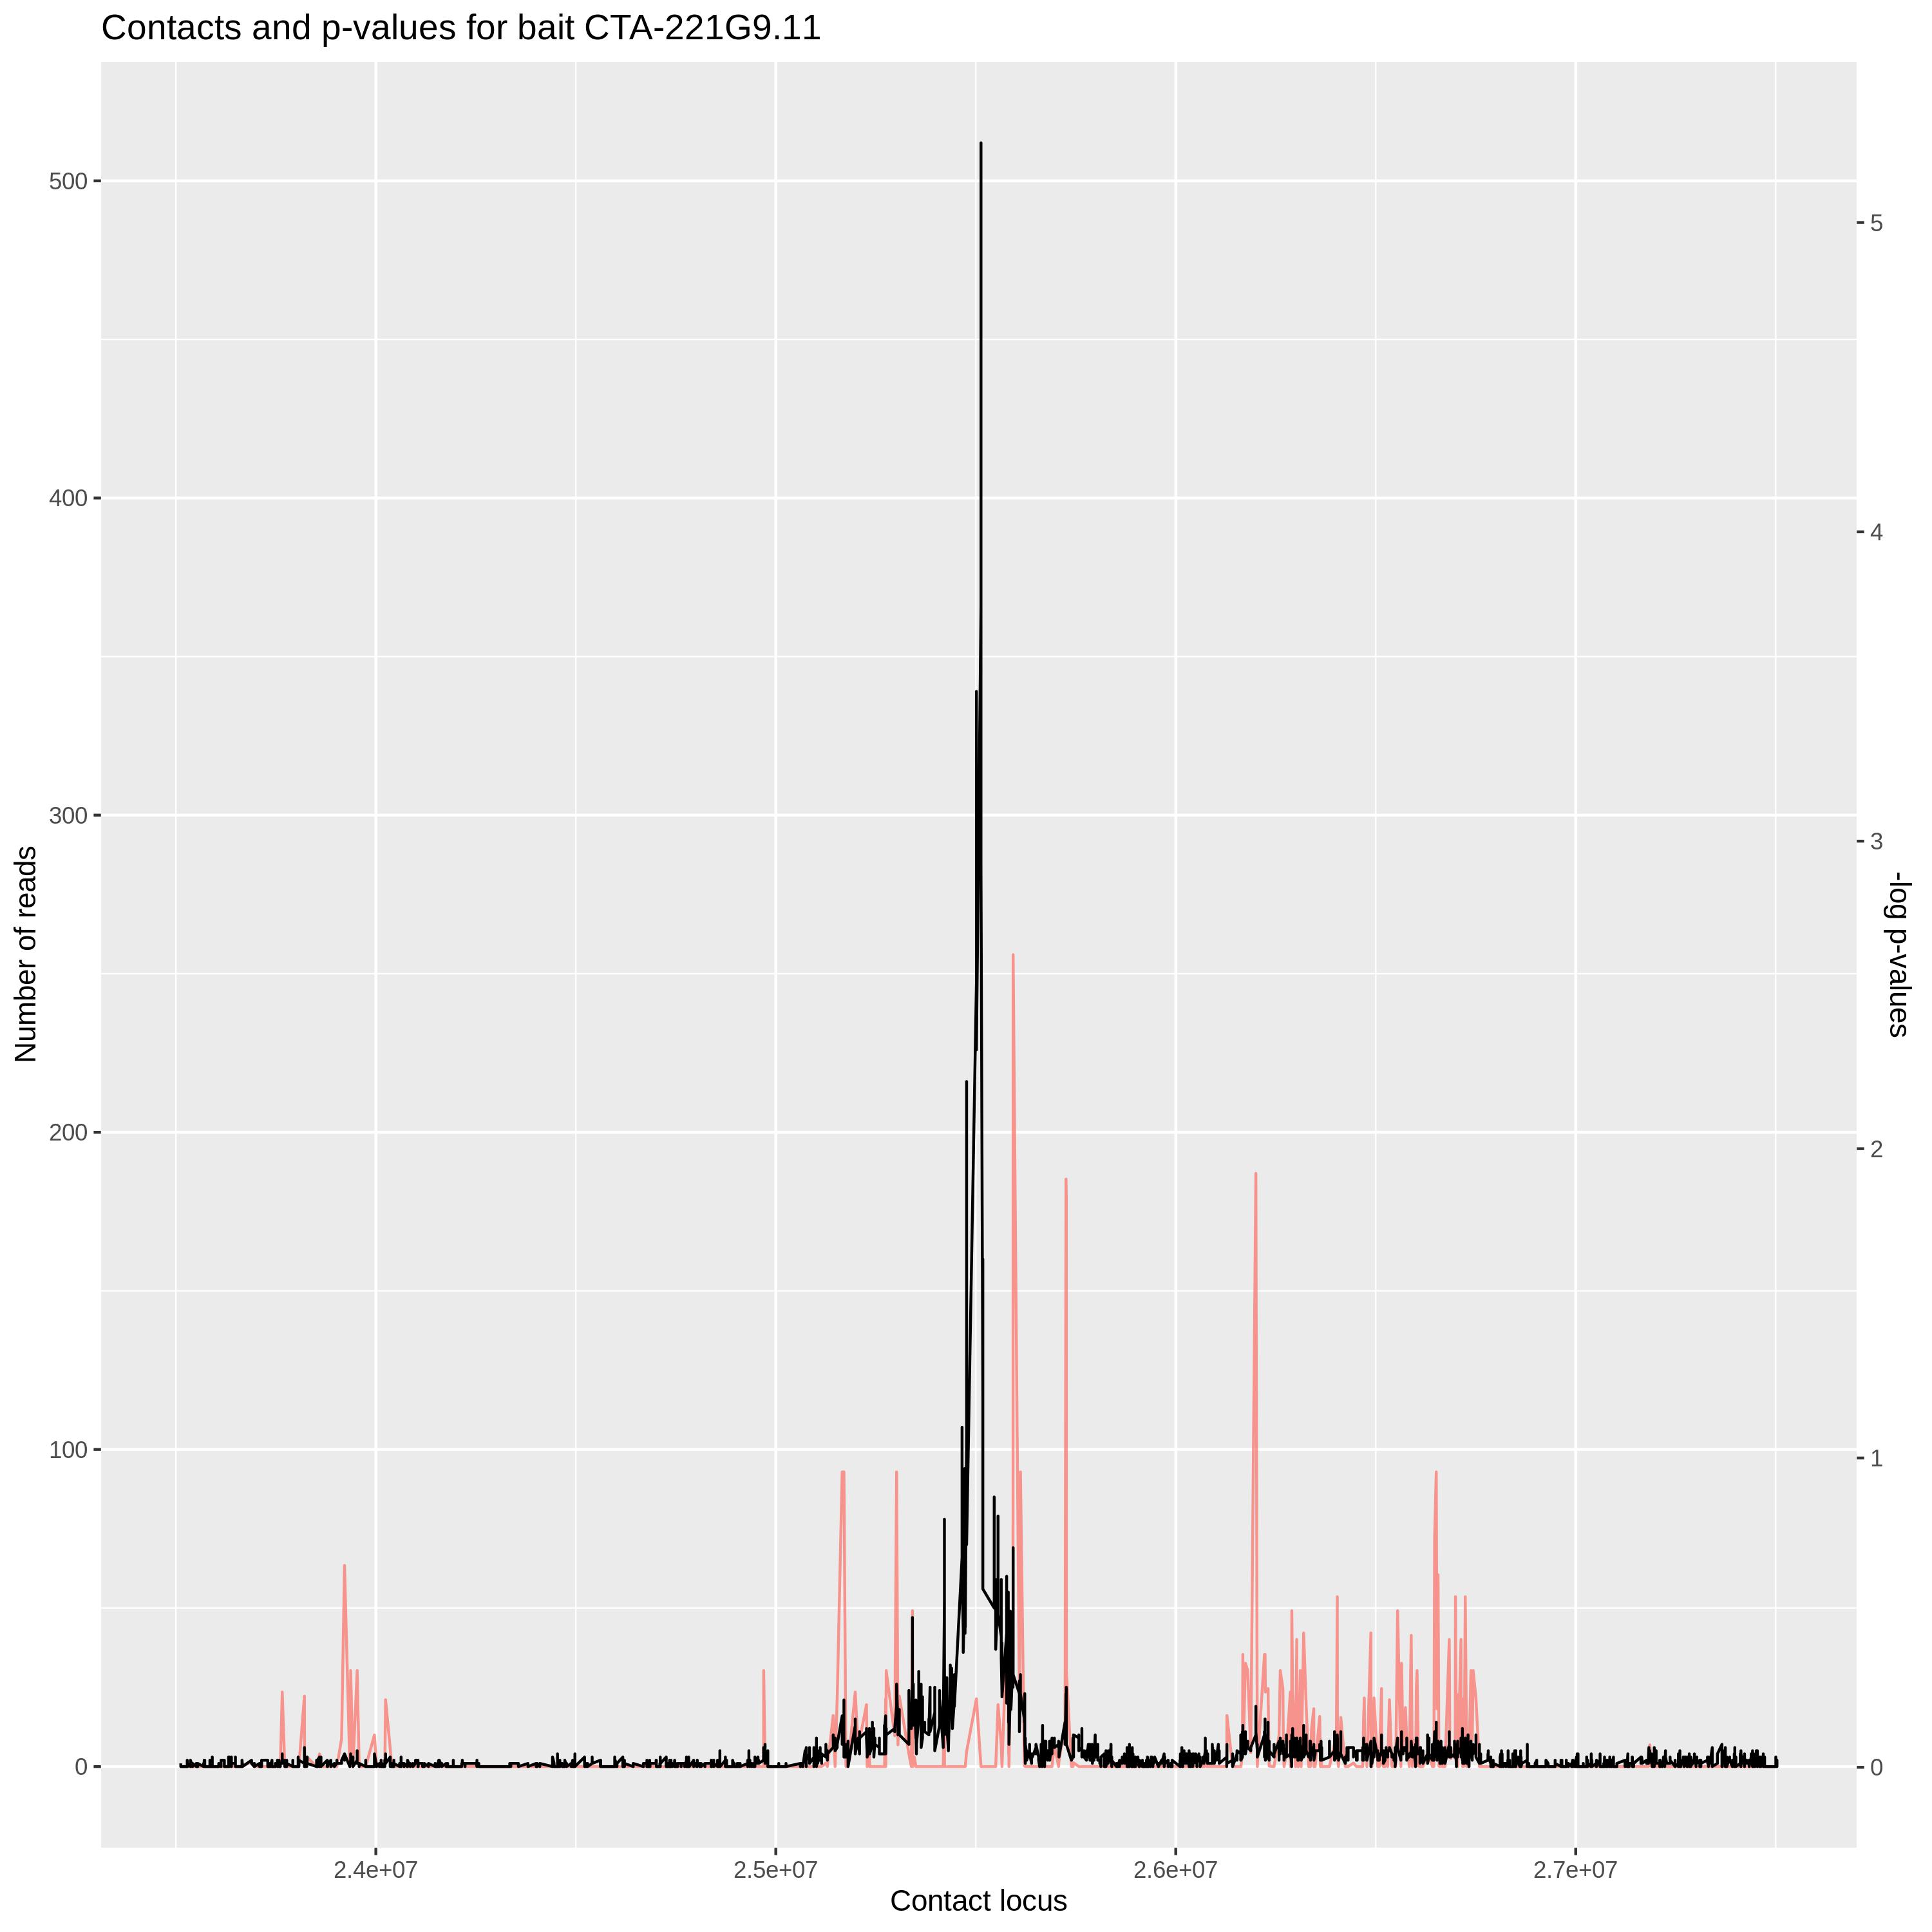 Contacts and p-values for bait CTA-221G9.11
500
400
300
200
100
0
Number of reads
5
4
3
2
1
0
-log p-values
2.4e+07
2.5e+07
2.6e+07
2.7e+07
Contact locus